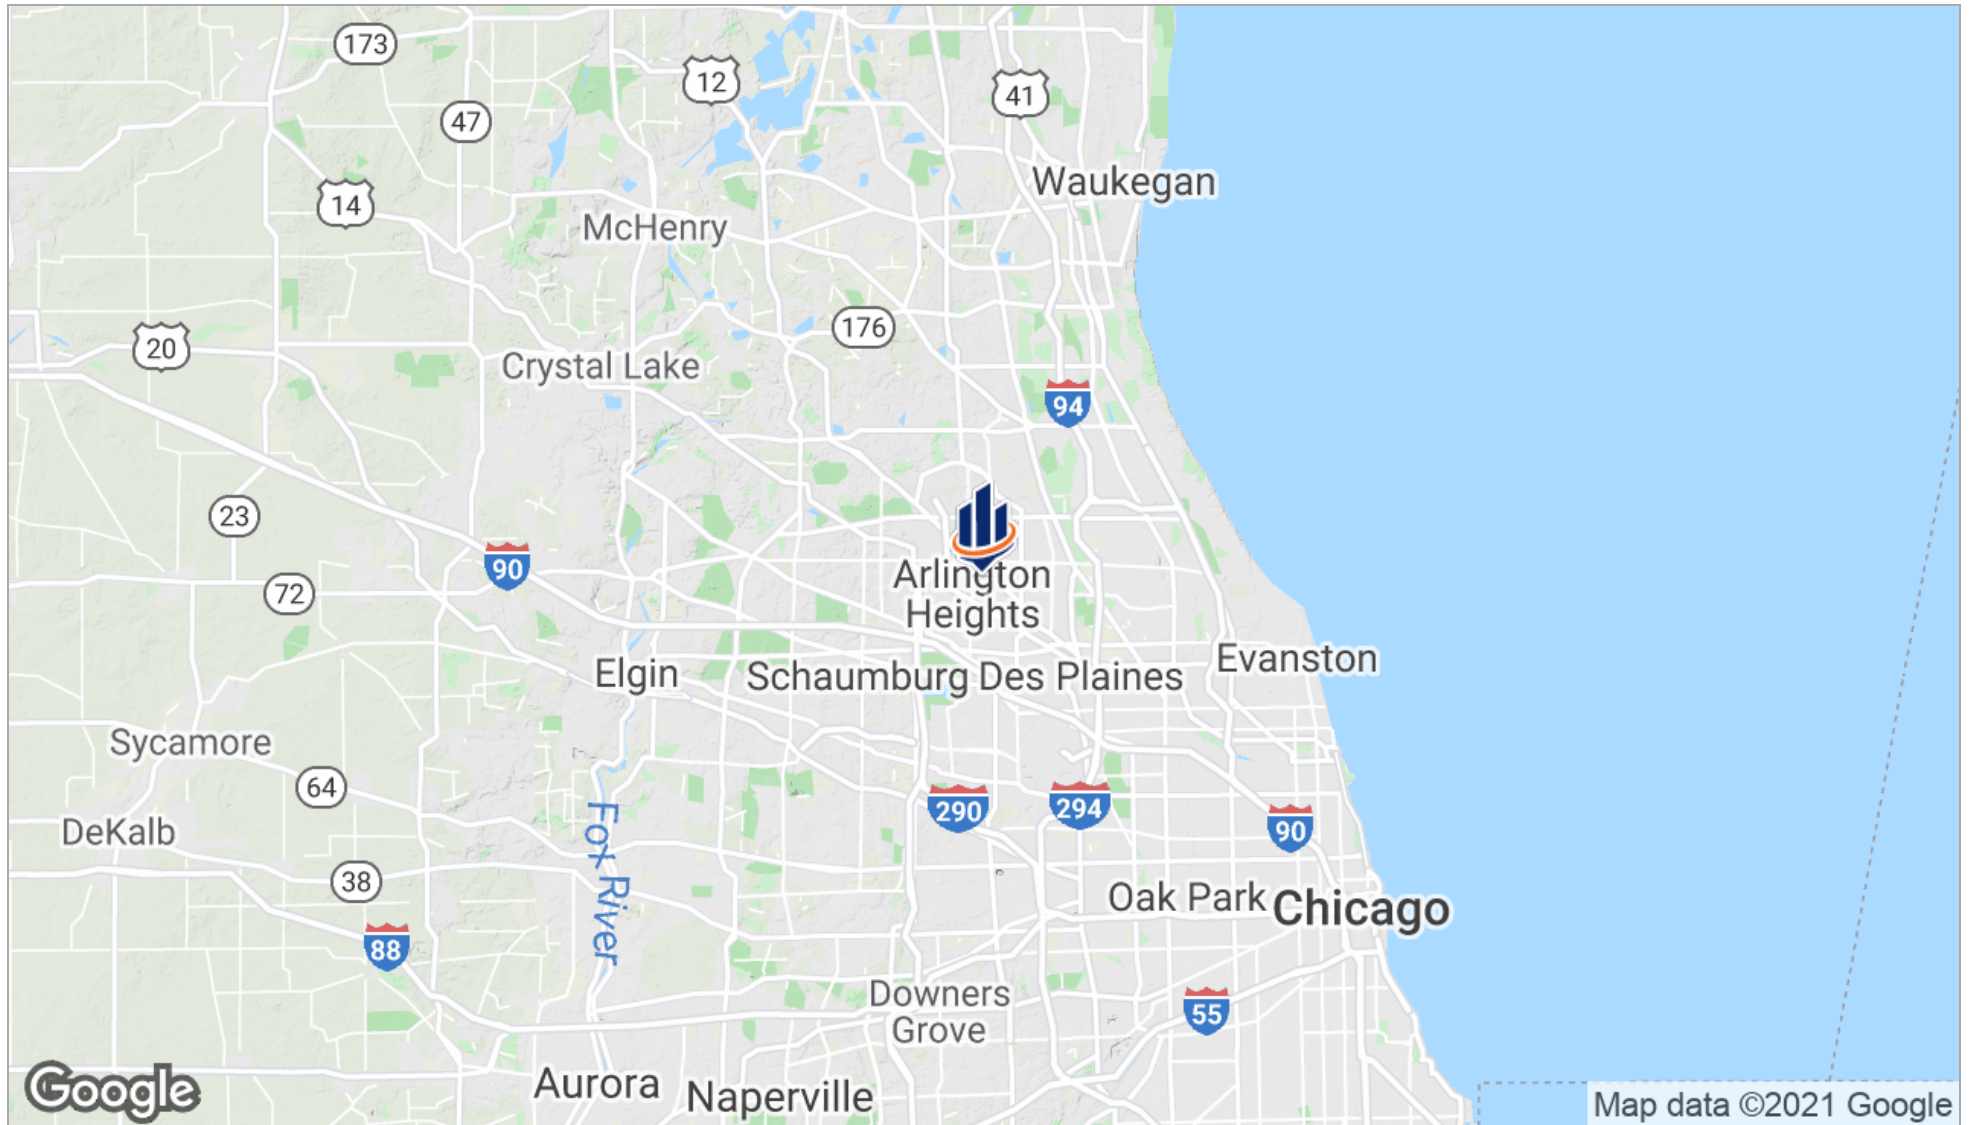 173
12
41
47
Waukegan
14
McHenry
176
20
Crystal Lake
94
23
90
Arlington
Heights
72
Evanston
Elgin
Schaumburg
Des Plaines
Sycamore
64
290
294
90
DeKalb
Fox River
38
Oak Park
Chicago
88
Downers
Grove
55
Aurora
Naperville
Google
Map data ©2021 Google